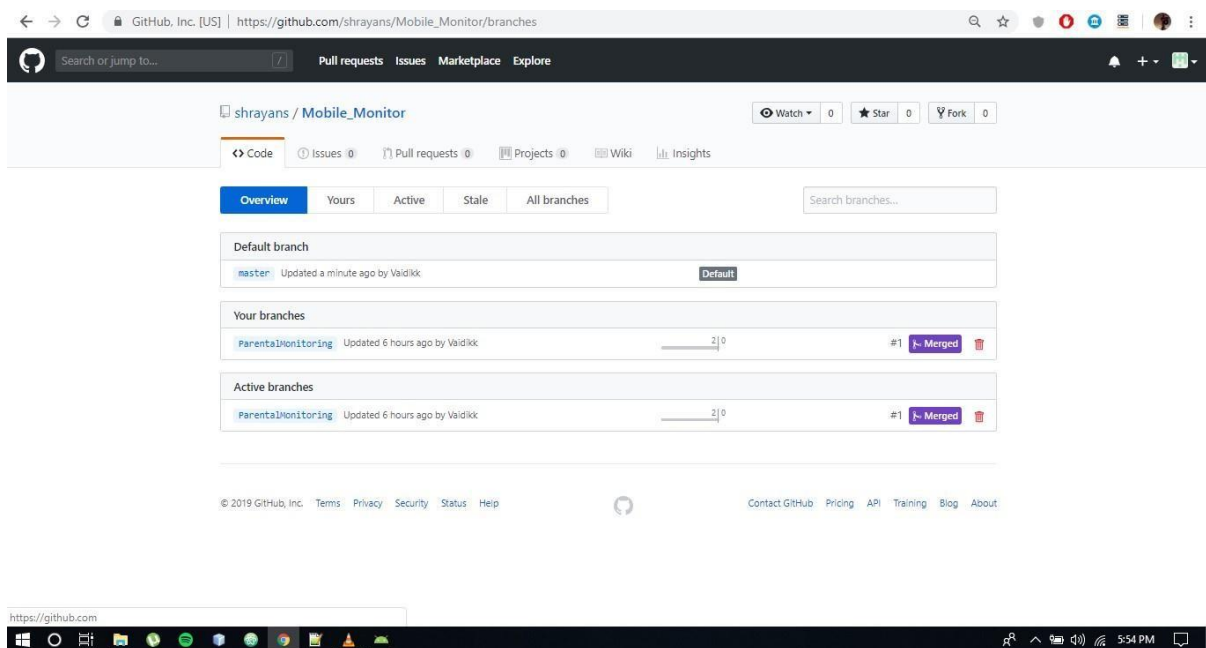 GitHub, Inc. [US] | https://github.com/shrayans/Mobile_Monitor/branches
Search or jump to... / Pull requests Issues Marketplace Explore
shrayans / Mobile_Monitor Watch 0 Star 0 Fork 0
Code Issues 0 Pull requests 0 Projects 0 Wiki Insights
Overview Yours Active Stale All branches Search branches...
Default branch
master Updated a minute ago by Vaidikk Default
Your branches
ParentalMonitoring Updated 6 hours ago by Vaidikk 2|0 #1 Merged
Active branches
ParentalMonitoring Updated 6 hours ago by Vaidikk 2|0 #1 Merged
© 2019 GitHub, Inc. Terms Privacy Security Status Help Contact GitHub Pricing API Training Blog About
https://github.com
5:54 PM